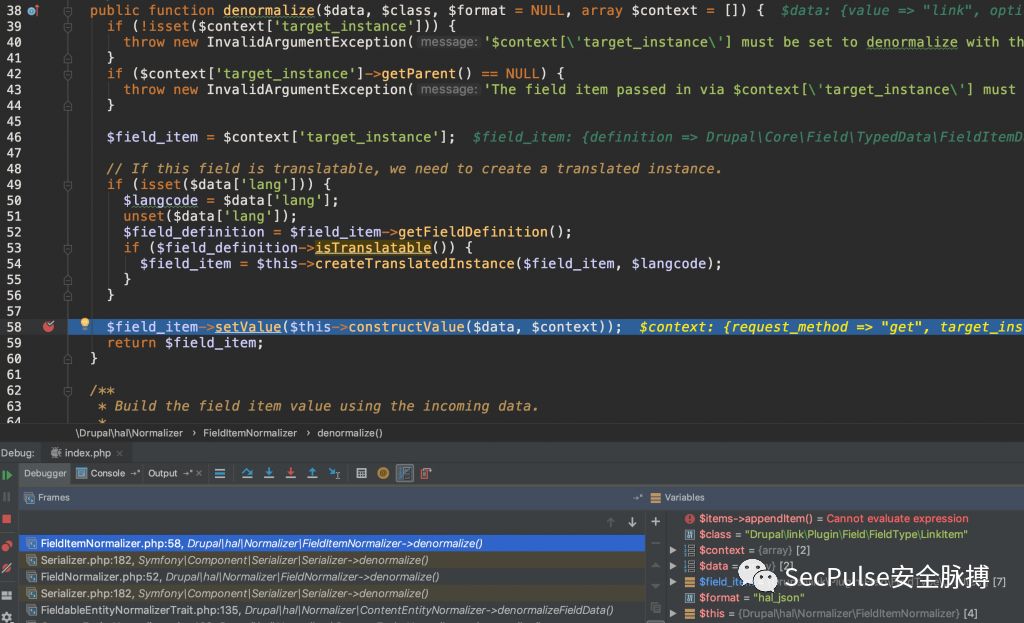 38 public function denormalize($data, $class, $format = NULL, array $context = []) { $data: {value => "link", opti
39 if (!isset($context['target_instance'])) {
40 throw new InvalidArgumentException( message: '$context[\'target_instance\'] must be set to denormalize with th
41 }
42 if ($context['target_instance']->getParent() == NULL) {
43 throw new InvalidArgumentException( message: 'The field item passed in via $context[\'target_instance\'] must
44 }
45
46 $field_item = $context['target_instance']; $field_item: {definition => Drupal\Core\Field\TypedData\FieldItemD
47
48 // If this field is translatable, we need to create a translated instance.
49 if (isset($data['lang'])) {
50 $langcode = $data['lang'];
51 unset($data['lang']);
52 $field_definition = $field_item->getFieldDefinition();
53 if ($field_definition->isTranslatable()) {
54 $field_item = $this->createTranslatedInstance($field_item, $langcode);
55 }
56 }
57
58 $field_item->setValue($this->constructValue($data, $context)); $context: {request_method => "get", target_ins
59 return $field_item;
60 }
61
62 /**
63 * Build the field item value using the incoming data.
64 *
\Drupal\hal\Normalizer › FieldItemNormalizer › denormalize()
Debug: index.php ×
Debugger Console Output
Frames
Variables
FieldItemNormalizer.php:58, Drupal|hal|Normalizer|FieldItemNormalizer->denormalize()
Serializer.php:182, Symfony|Component|Serializer|Serializer->denormalize()
FieldNormalizer.php:52, Drupal|hal|Normalizer|FieldNormalizer->denormalize()
Serializer.php:182, Symfony|Component|Serializer|Serializer->denormalize()
FieldableEntityNormalizerTrait.php:135, Drupal|hal|Normalizer|ContentEntityNormalizer->denormalizeFieldData()
$items->appendItem() = Cannot evaluate expression
$class = "Drupal\link\Plugin\Field\FieldType\LinkItem"
$context = {array} [2]
$data = [2]
$field_ite [7]
$format = "hal_json"
$this = {Drupal\hal\Normalizer\FieldItemNormalizer} [4]
SecPulse安全脉搏